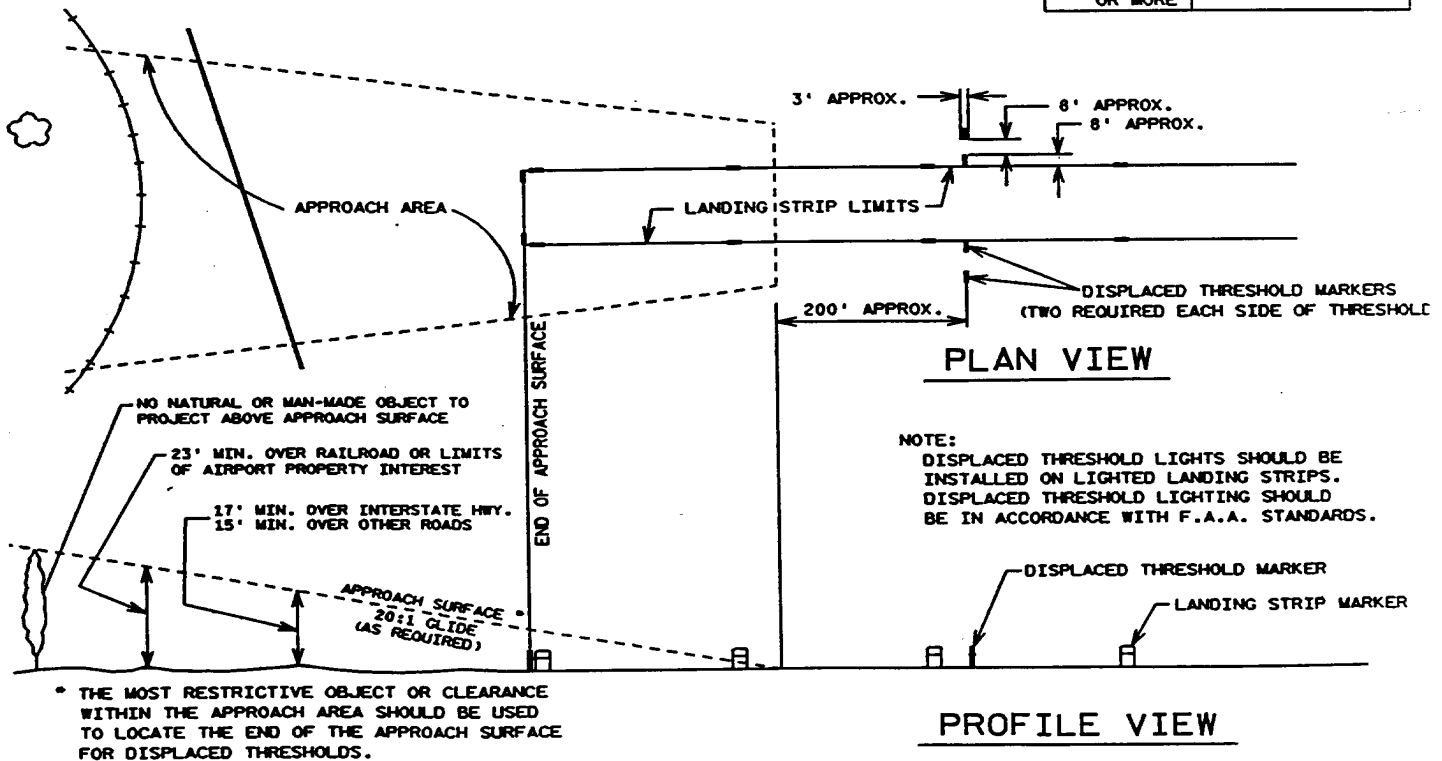 OR MORE
3' APPROX.
8' APPROX.
8' APPROX.
APPROACH AREA
LANDING STRIP LIMITS
DISPLACED THRESHOLD MARKERS
(TWO REQUIRED EACH SIDE OF THRESHOLD
200' APPROX.
PLAN VIEW
END OF APPROACH SURFACE
NO NATURAL OR MAN-MADE OBJECT TO
PROJECT ABOVE APPROACH SURFACE
23' MIN. OVER RAILROAD OR LIMITS
OF AIRPORT PROPERTY INTEREST
17' MIN. OVER INTERSTATE HWY.
15' MIN. OVER OTHER ROADS
NOTE:
DISPLACED THRESHOLD LIGHTS SHOULD BE
INSTALLED ON LIGHTED LANDING STRIPS.
DISPLACED THRESHOLD LIGHTING SHOULD
BE IN ACCORDANCE WITH F.A.A. STANDARDS.
APPROACH SURFACE *
20:1 GLIDE
(AS REQUIRED)
DISPLACED THRESHOLD MARKER
LANDING STRIP MARKER
* THE MOST RESTRICTIVE OBJECT OR CLEARANCE
WITHIN THE APPROACH AREA SHOULD BE USED
TO LOCATE THE END OF THE APPROACH SURFACE
FOR DISPLACED THRESHOLDS.
PROFILE VIEW